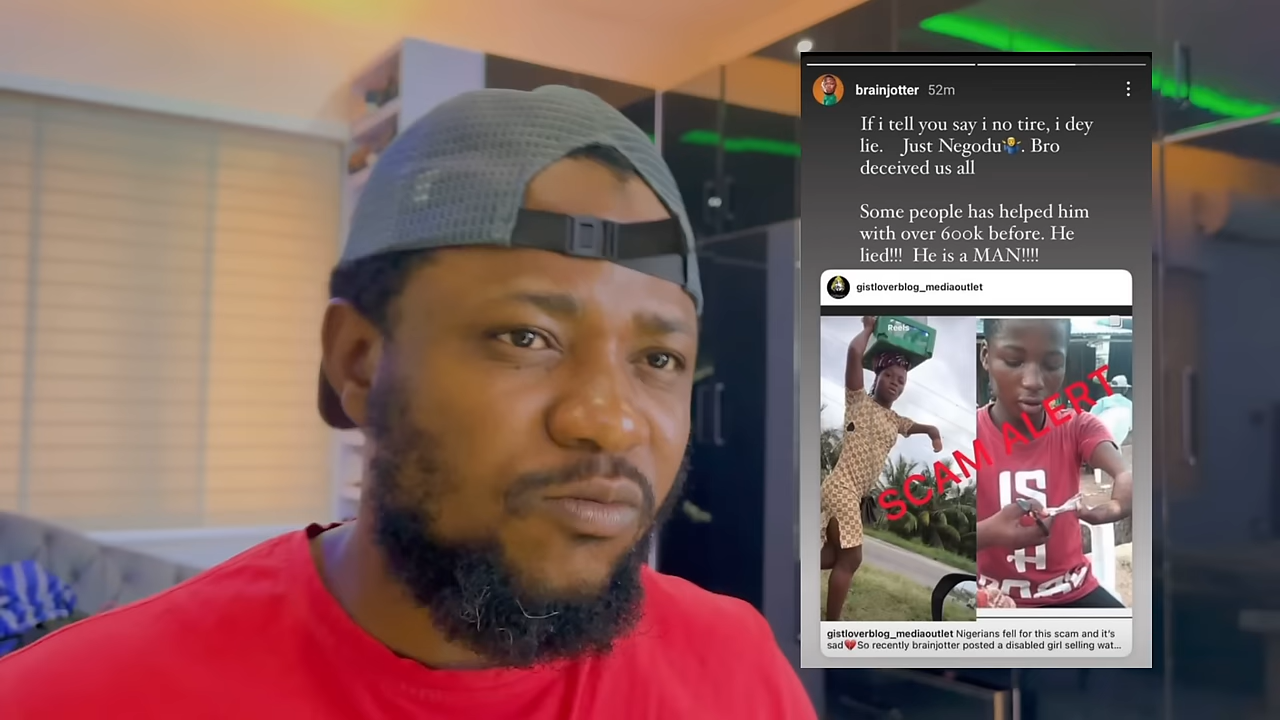 brainjotter 52m
If i tell you say i no tire, i dey
lie. Just Negodu🤷‍♂️. Bro
deceived us all
Some people has helped him
with over 600k before. He
lied!!! He is a MAN!!!!
gistloverblog_mediaoutlet
Reels
SCAM ALERT
IS
H
gistloverblog_mediaoutlet Nigerians fell for this scam and it's
sad💔So recently brainjotter posted a disabled girl selling wat...